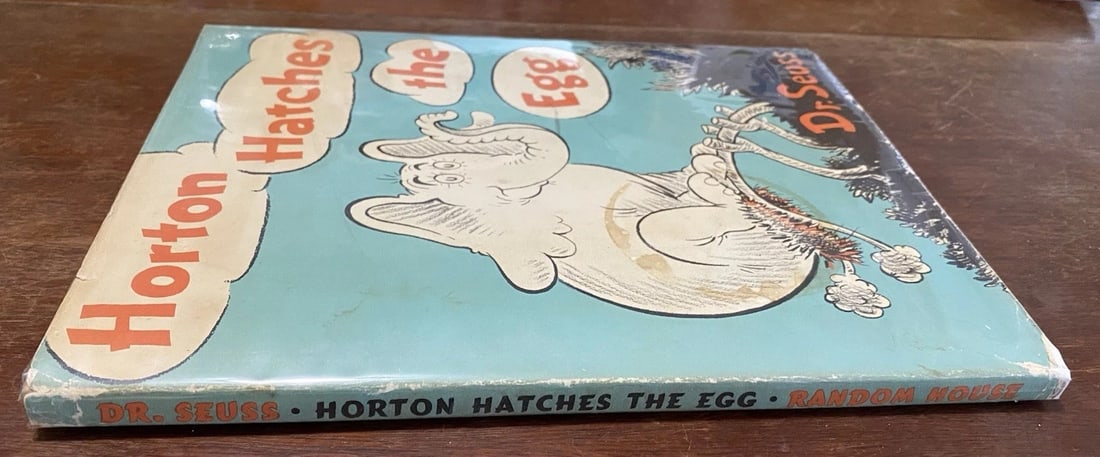 Horton
Hatches
the
Egg
Dr. Seuss
DR. SEUSS • HORTON HATCHES THE EGG • RANDOM HOUSE